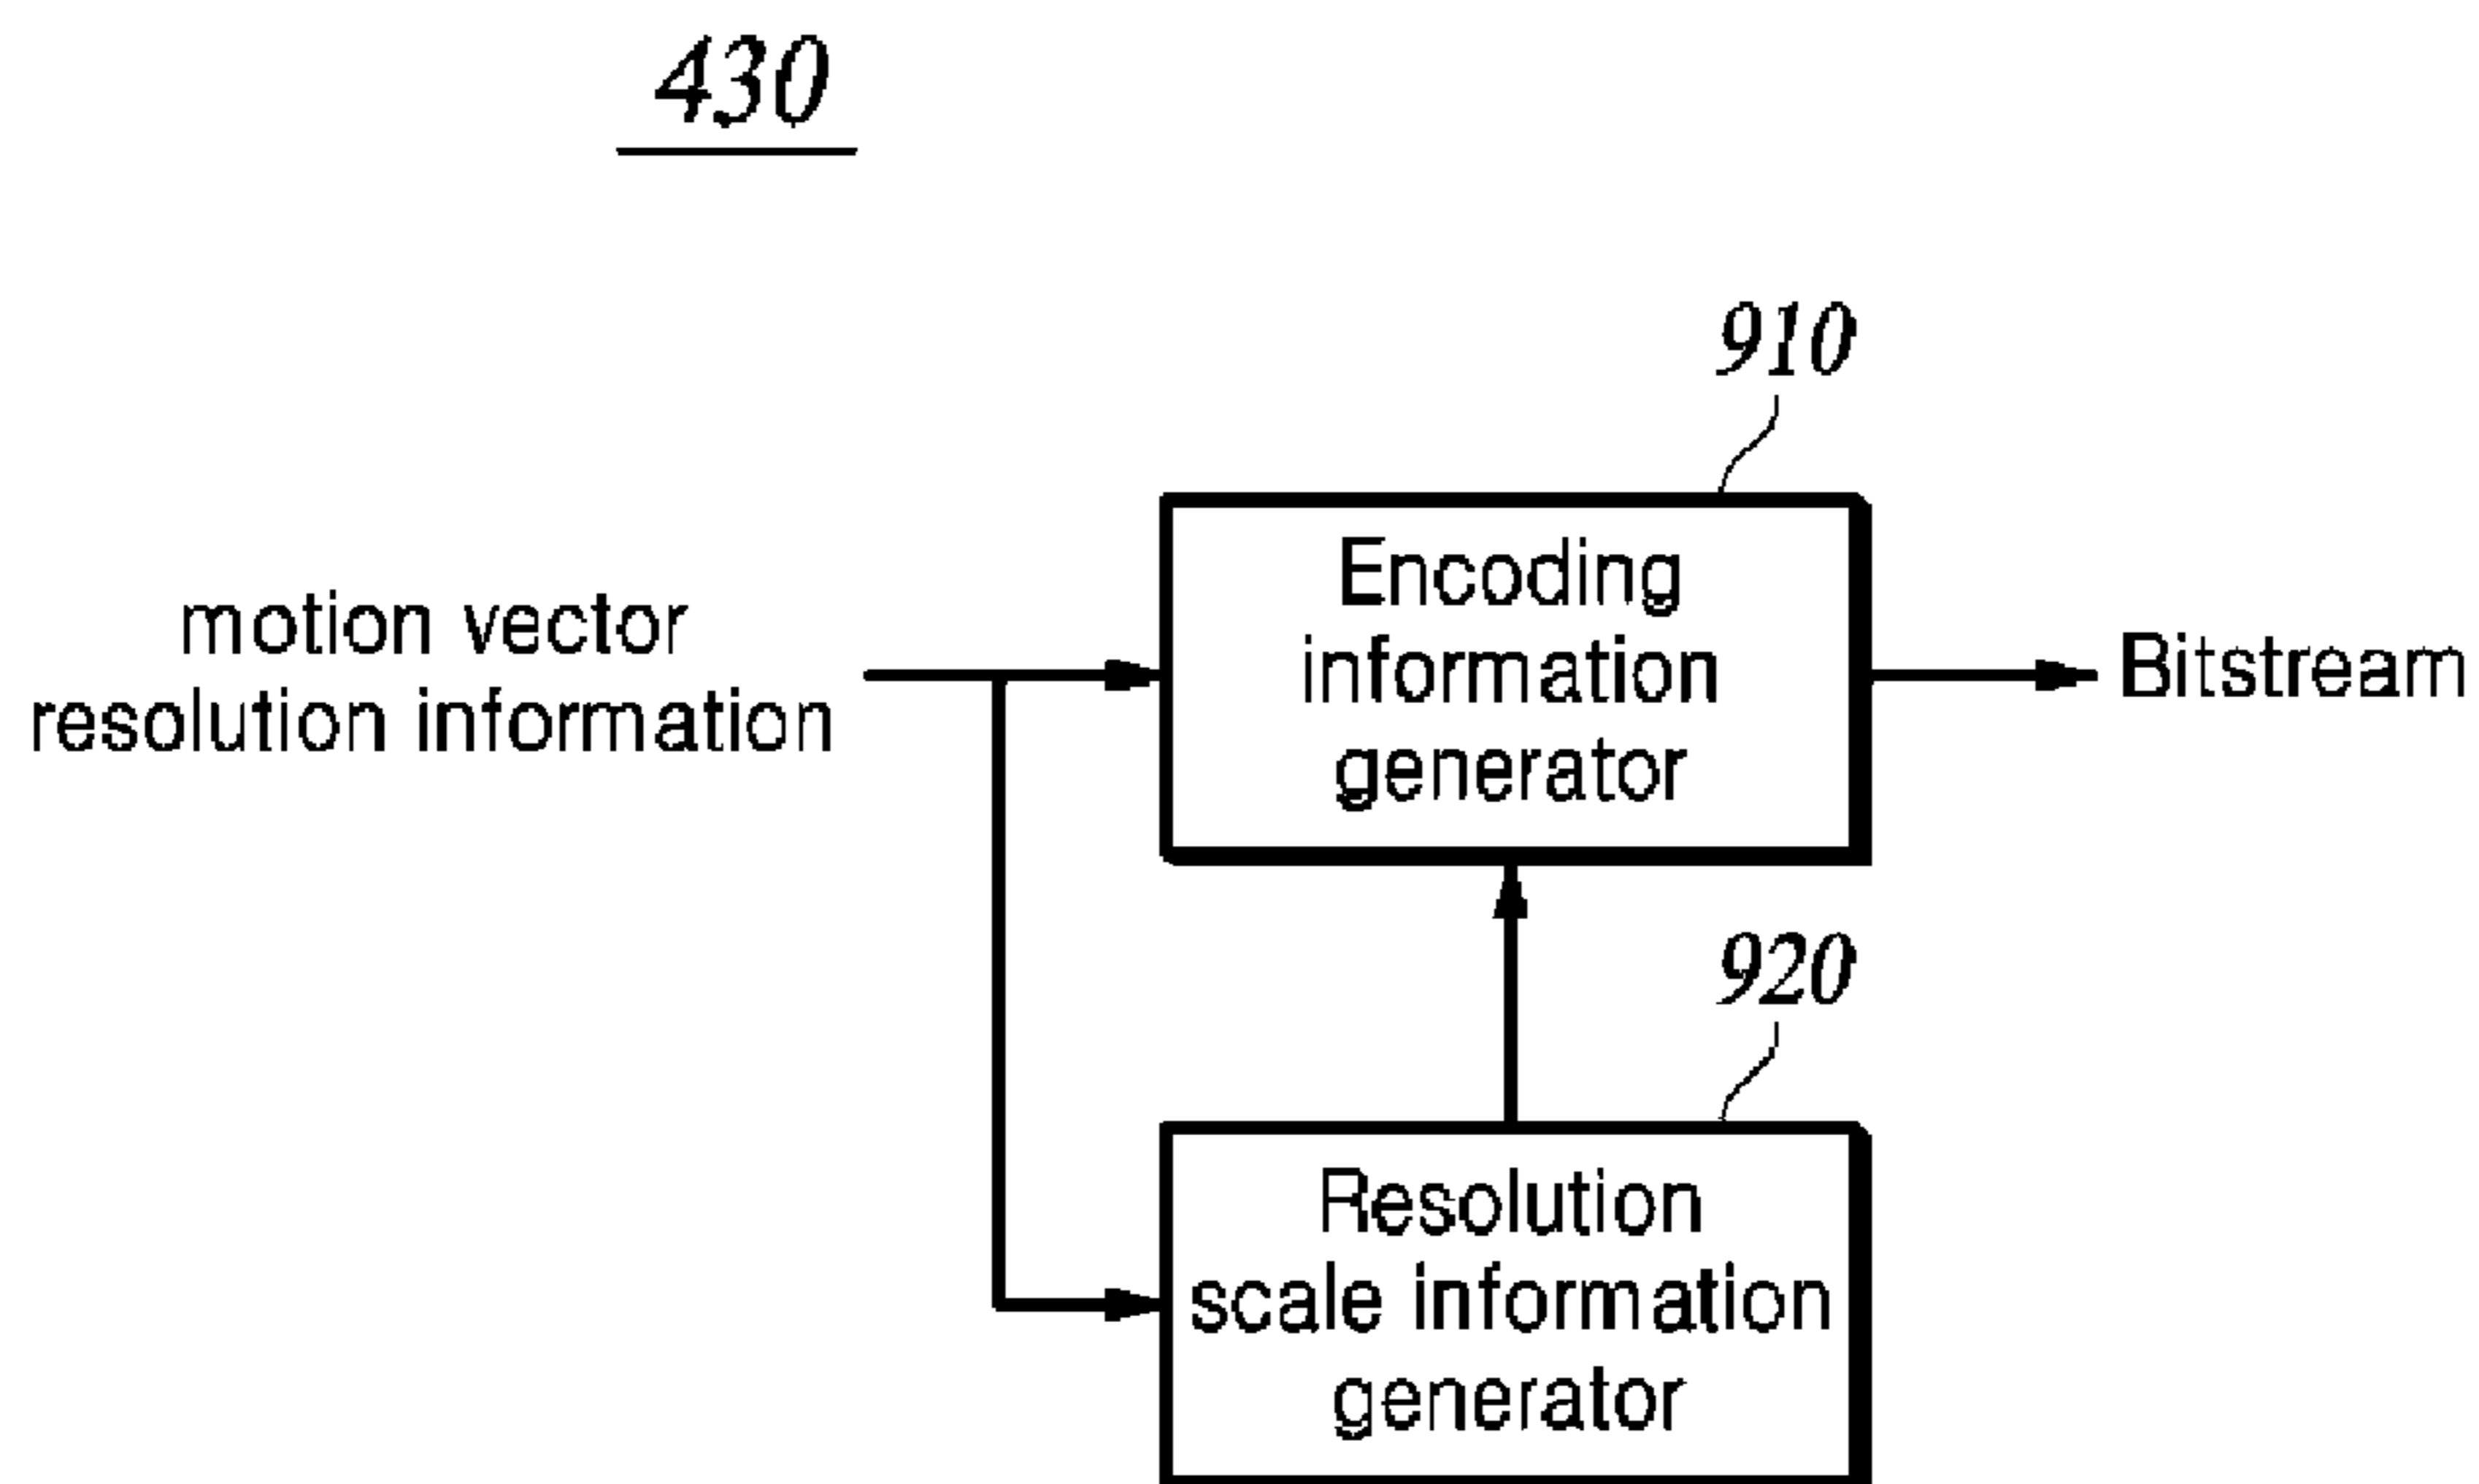 430
910
Encoding
information
generator
motion vector
resolution information
Bitstream
920
Resolution
scale information
generator